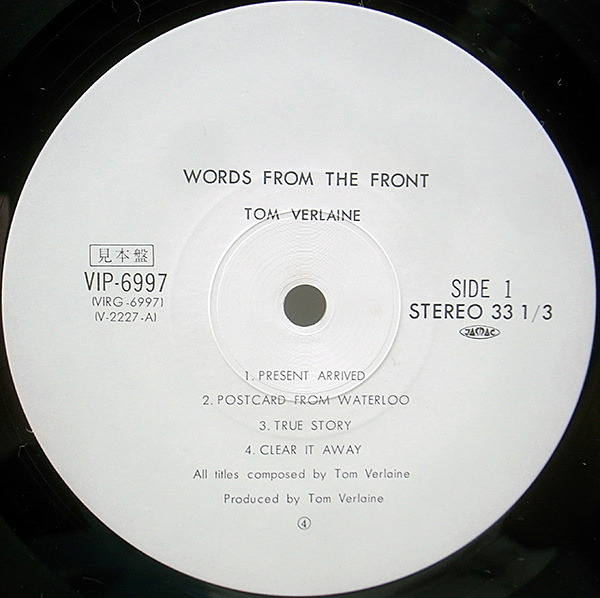 WORDS FROM THE FRONT
TOM VERLAINE
見本盤
VIP-6997
(VIRG-6997)
(V-2227-A)
SIDE 1
STEREO 33 1/3
JASRAC
1. PRESENT ARRIVED
2. POSTCARD FROM WATERLOO
3. TRUE STORY
4. CLEAR IT AWAY
All titles composed by Tom Verlaine
Produced by Tom Verlaine
④